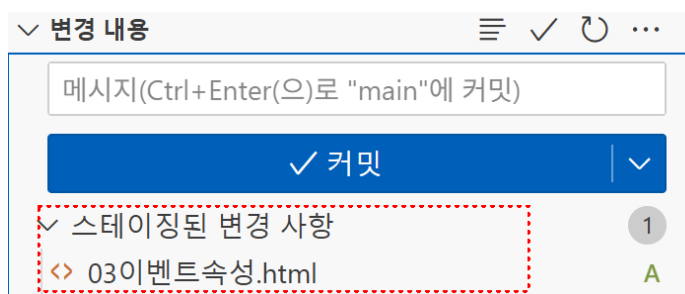 변경 내용
메시지(Ctrl+Enter(으)로 "main"에 커밋)
커밋
스테이징된 변경 사항 1
03이벤트속성.html A